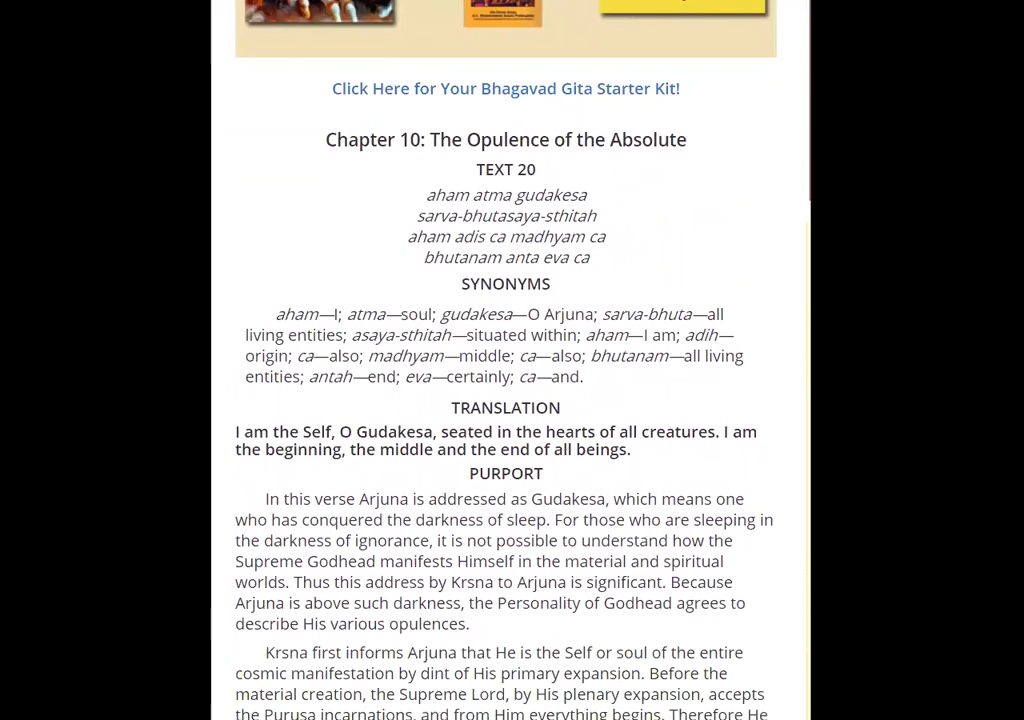 Click Here for Your Bhagavad Gita Starter Kit!
Chapter 10: The Opulence of the Absolute
TEXT 20
aham atma gudakesa
sarva-bhutasaya-sthitah
aham adis ca madhyam ca
bhutanam anta eva ca
SYNONYMS
aham—I; atma—soul; gudakesa—O Arjuna; sarva-bhuta—all
living entities; asaya-sthitah—situated within; aham—I am; adih—
origin; ca—also; madhyam—middle; ca—also; bhutanam—all living
entities; antah—end; eva—certainly; ca—and.
TRANSLATION
I am the Self, O Gudakesa, seated in the hearts of all creatures. I am
the beginning, the middle and the end of all beings.
PURPORT
In this verse Arjuna is addressed as Gudakesa, which means one
who has conquered the darkness of sleep. For those who are sleeping in
the darkness of ignorance, it is not possible to understand how the
Supreme Godhead manifests Himself in the material and spiritual
worlds. Thus this address by Krsna to Arjuna is significant. Because
Arjuna is above such darkness, the Personality of Godhead agrees to
describe His various opulences.
Krsna first informs Arjuna that He is the Self or soul of the entire
cosmic manifestation by dint of His primary expansion. Before the
material creation, the Supreme Lord, by His plenary expansion, accepts
the Purusa incarnations, and from Him everything begins. Therefore He